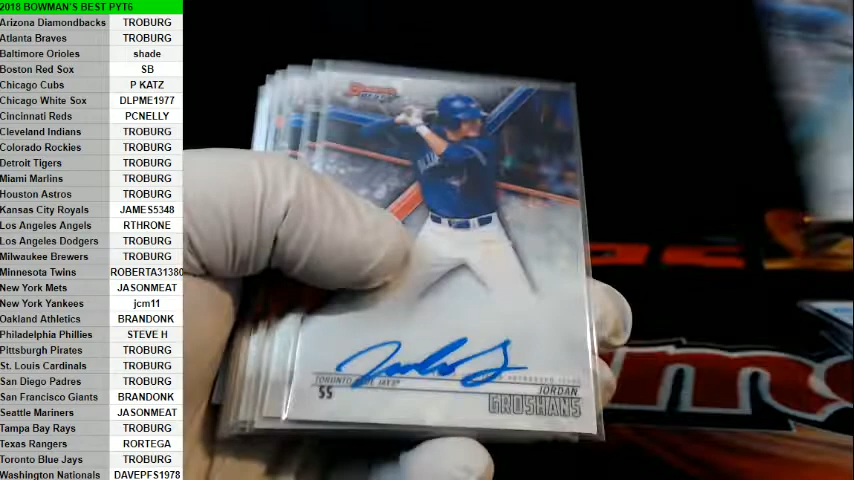 2018 BOWMAN'S BEST PYT6
Arizona Diamondbacks TROBURG
Atlanta Braves TROBURG
Baltimore Orioles shade
Boston Red Sox SB
Chicago Cubs P KATZ
Chicago White Sox DLPME1977
Cincinnati Reds PCNELLY
Cleveland Indians TROBURG
Colorado Rockies TROBURG
Detroit Tigers TROBURG
Miami Marlins TROBURG
Houston Astros TROBURG
Kansas City Royals JAMES5348
Los Angeles Angels RTHRONE
Los Angeles Dodgers TROBURG
Milwaukee Brewers TROBURG
Minnesota Twins ROBERTA31380
New York Mets JASONMEAT
New York Yankees jcm11
Oakland Athletics BRANDONK
Philadelphia Phillies STEVE H
Pittsburgh Pirates TROBURG
St. Louis Cardinals TROBURG
San Diego Padres TROBURG
San Francisco Giants BRANDONK
Seattle Mariners JASONMEAT
Tampa Bay Rays TROBURG
Texas Rangers RORTEGA
Toronto Blue Jays TROBURG
Washington Nationals DAVEPFS1978
TORONTO BLUE JAYS
55
JORDAN
GROSHANS